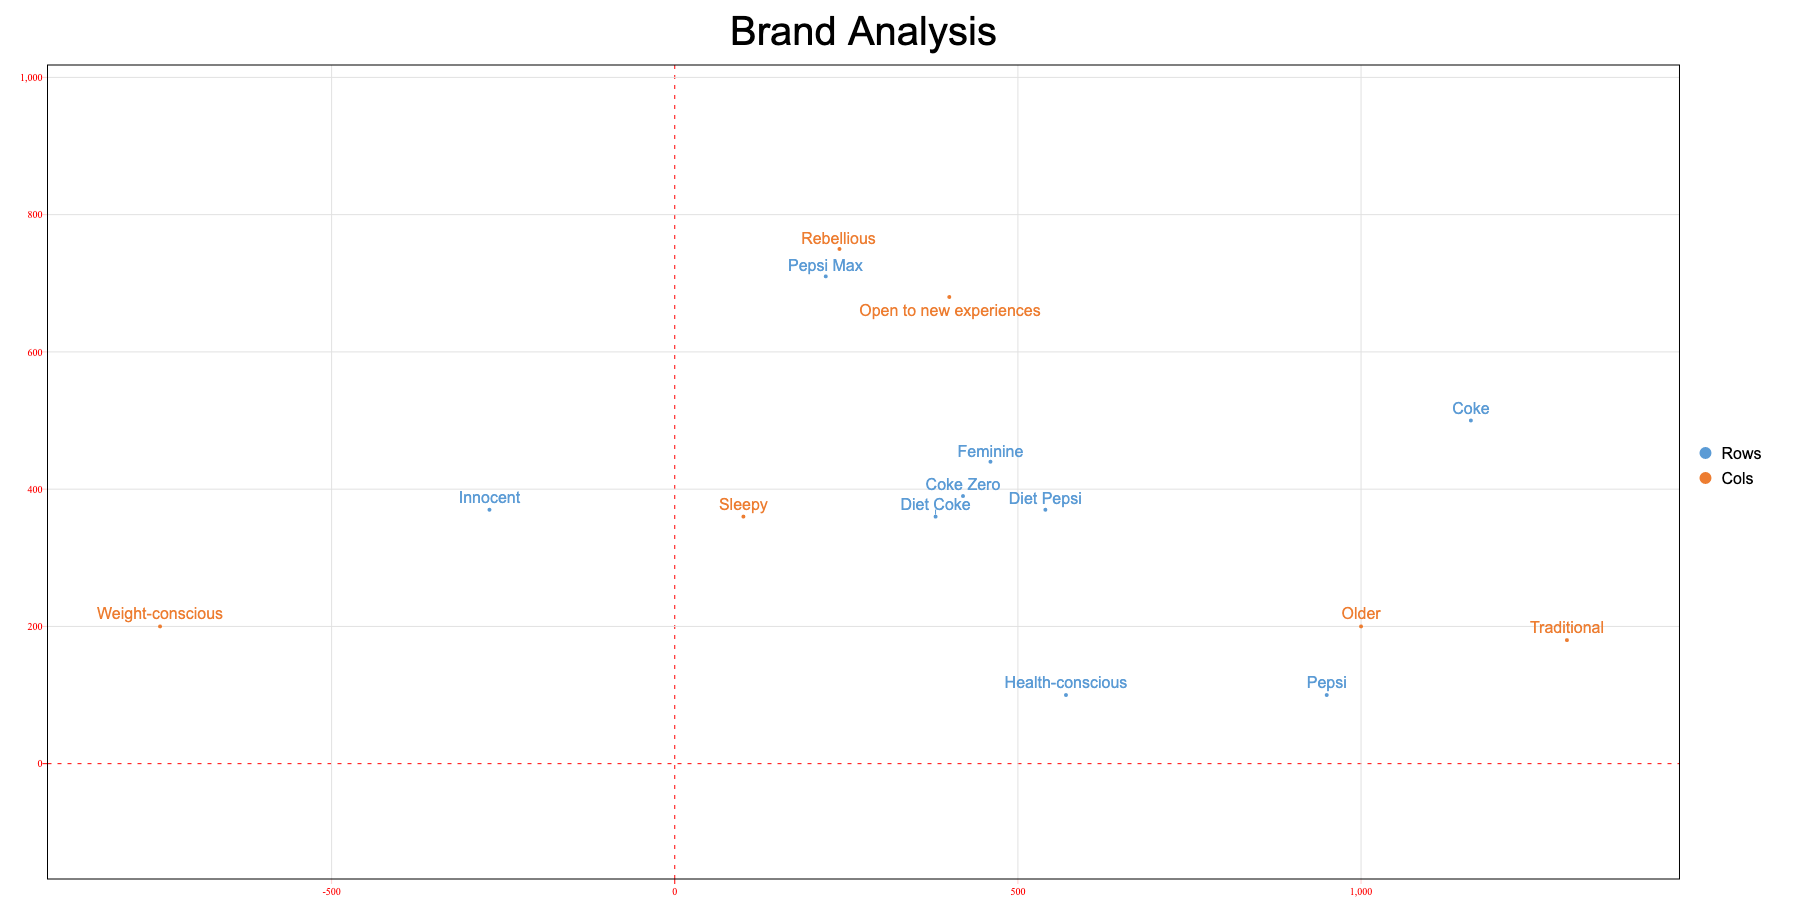 Brand Analysis
1,000
800
600
400
200
0
Rebellious
Pepsi Max
Open to new experiences
Coke
Feminine
Coke Zero
Innocent
Sleepy
Diet Coke
Diet Pepsi
Weight-conscious
Older
Traditional
Health-conscious
Pepsi
-500
0
500
1,000
Rows
Cols